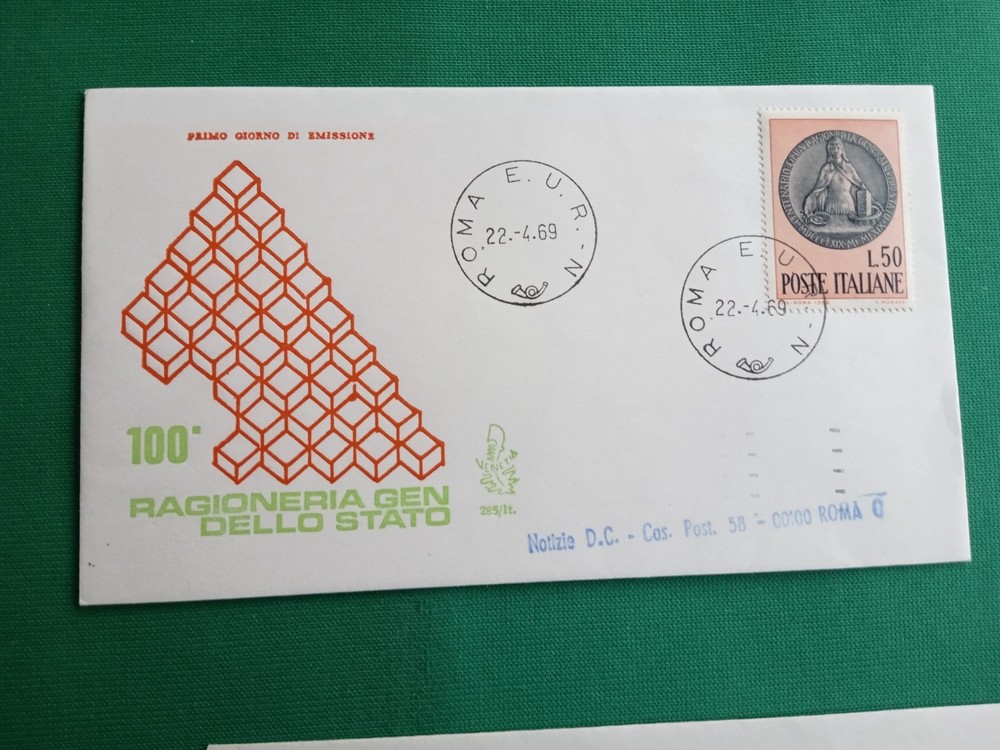 PRIMO GIORNO DI EMISSIONE
ROMA E.U.R. - N
22.-4.69
L.50
POSTE ITALIANE
ROMA E.U.R. - N
22.-4.69
100°
RAGIONERIA GEN
DELLO STATO
285/It.
Notizie D.C. - Cas. Post. 58 - 00100 ROMA